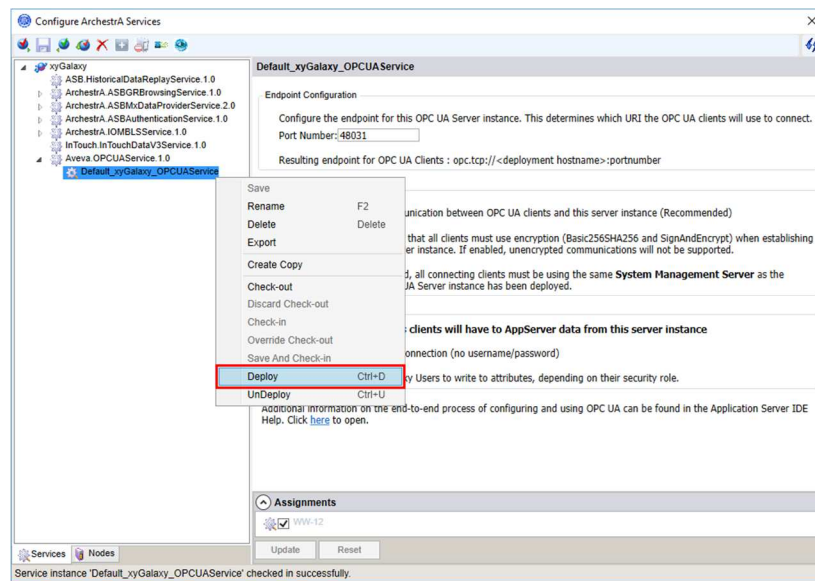 Configure ArchestrA Services
xyGalaxy
ASB.HistoricalDataReplayService.1.0
ArchestrA.ASBGRBrowsingService.1.0
ArchestrA.ASBMxDataProviderService.2.0
ArchestrA.ASBAuthenticationService.1.0
ArchestrA.IOMBLSService.1.0
InTouch.InTouchDataV3Service.1.0
Aveva.OPCUAService.1.0
Default_xyGalaxy_OPCUAService
Save
Rename F2
Delete Delete
Export
Create Copy
Check-out
Discard Check-out
Check-in
Override Check-out
Save And Check-in
Deploy Ctrl+D
UnDeploy Ctrl+U
Default_xyGalaxy_OPCUAService
Endpoint Configuration
Configure the endpoint for this OPC UA Server instance. This determines which URI the OPC UA clients will use to connect.
Port Number: 48031
Resulting endpoint for OPC UA Clients : opc.tcp://<deployment hostname>:portnumber
unication between OPC UA clients and this server instance (Recommended)
that all clients must use encryption (Basic256SHA256 and SignAndEncrypt) when establishing
er instance. If enabled, unencrypted communications will not be supported.
d, all connecting clients must be using the same System Management Server as the
UA Server instance has been deployed.
clients will have to AppServer data from this server instance
onnection (no username/password)
y Users to write to attributes, depending on their security role.
Additional information on the end-to-end process of configuring and using OPC UA can be found in the Application Server IDE
Help. Click here to open.
Assignments
WW-12
Update Reset
Services Nodes
Service instance 'Default_xyGalaxy_OPCUAService' checked in successfully.